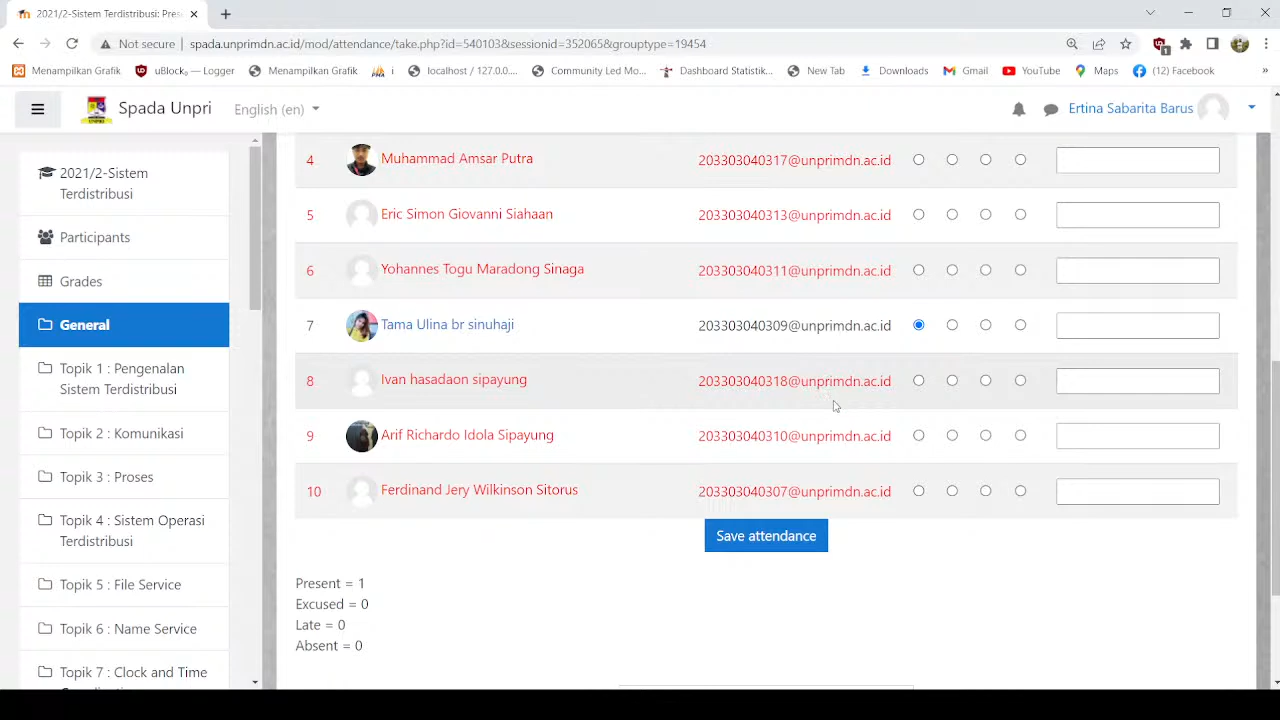 2021/2-Sistem Terdistribusi: Pres
Not secure | spada.unprimdn.ac.id/mod/attendance/take.php?id=540103&sessionid=352065&grouptype=19454
Menampilkan Grafik uBlock₀ — Logger Menampilkan Grafik i localhost / 127.0.0.... Community Led Mo... Dashboard Statistik... New Tab Downloads Gmail YouTube Maps (12) Facebook »
Spada Unpri English (en) Ertina Sabarita Barus
2021/2-Sistem
Terdistribusi
Participants
Grades
General
Topik 1 : Pengenalan
Sistem Terdistribusi
Topik 2 : Komunikasi
Topik 3 : Proses
Topik 4 : Sistem Operasi
Terdistribusi
Topik 5 : File Service
Topik 6 : Name Service
Topik 7 : Clock and Time
4 Muhammad Amsar Putra 203303040317@unprimdn.ac.id
5 Eric Simon Giovanni Siahaan 203303040313@unprimdn.ac.id
6 Yohannes Togu Maradong Sinaga 203303040311@unprimdn.ac.id
7 Tama Ulina br sinuhaji 203303040309@unprimdn.ac.id
8 Ivan hasadaon sipayung 203303040318@unprimdn.ac.id
9 Arif Richardo Idola Sipayung 203303040310@unprimdn.ac.id
10 Ferdinand Jery Wilkinson Sitorus 203303040307@unprimdn.ac.id
Save attendance
Present = 1
Excused = 0
Late = 0
Absent = 0